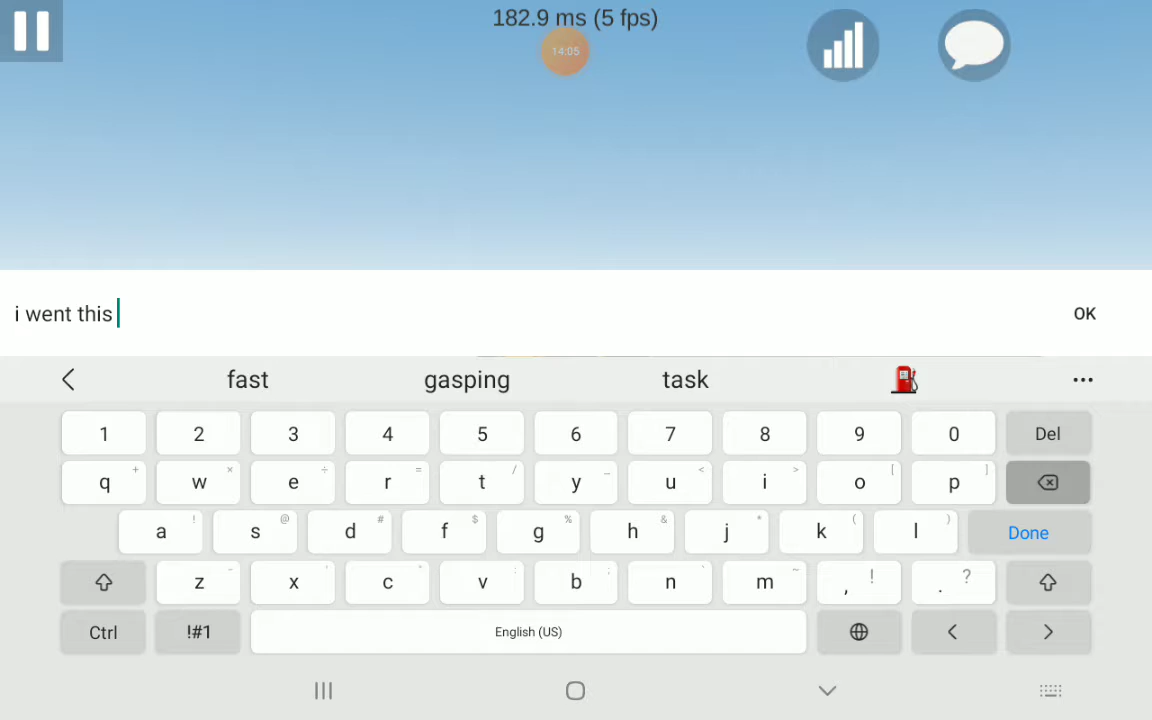 182.9 ms (5 fps)
14:05
i went this
OK
fast gasping task
1 2 3 4 5 6 7 8 9 0 Del
q + w × e ÷ r = t / y _ u < i > o [ p ]
a ! s @ d # f $ g % h & j * k ( l ) Done
z - x ' c " v : b ; n ` m ~ , ! . ?
Ctrl !#1 English (US) < >